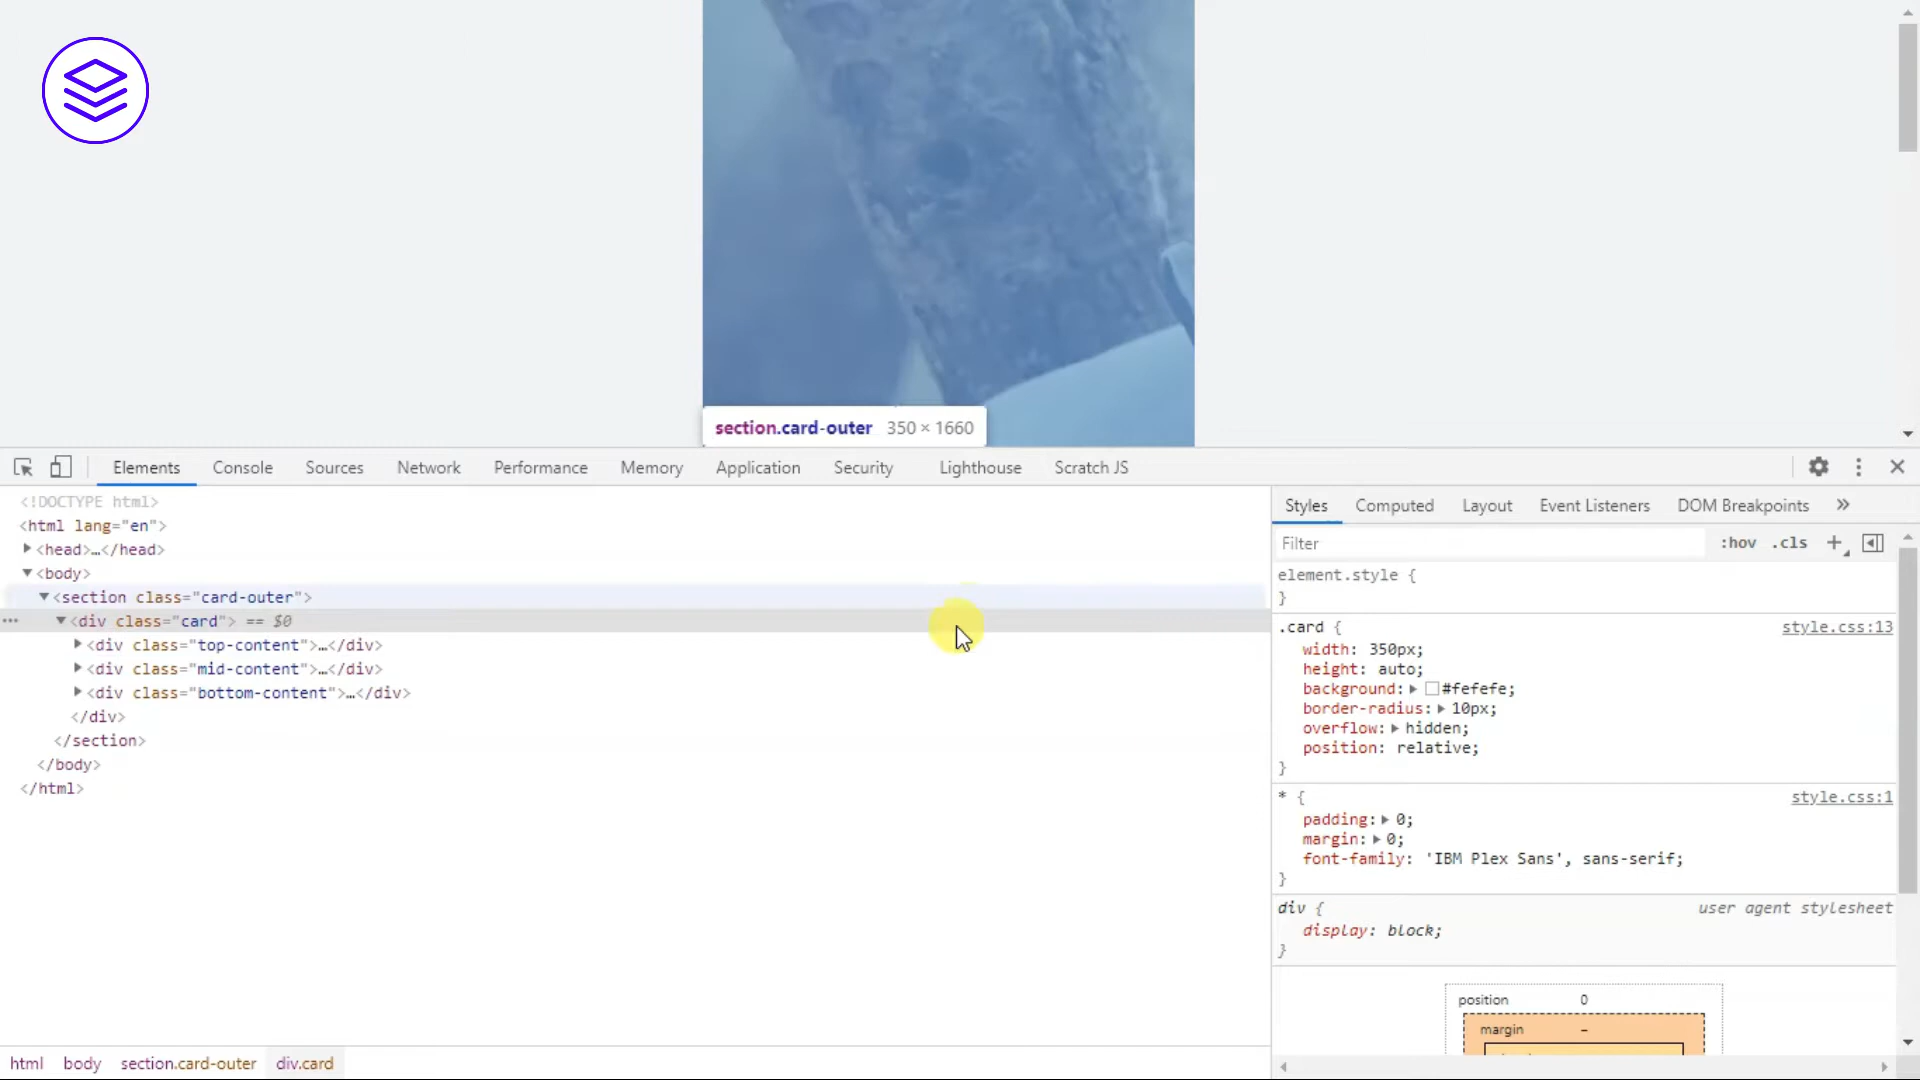 section.card-outer 350 × 1660
Elements Console Sources Network Performance Memory Application Security Lighthouse Scratch JS
<!DOCTYPE html>
<html lang="en">
<head>…</head>
<body>
<section class="card-outer">
<div class="card"> == $0
<div class="top-content">…</div>
<div class="mid-content">…</div>
<div class="bottom-content">…</div>
</div>
</section>
</body>
</html>
html body section.card-outer div.card
Styles Computed Layout Event Listeners DOM Breakpoints »
Filter :hov .cls +
element.style {
}
.card { style.css:13
width: 350px;
height: auto;
background: #fefefe;
border-radius: 10px;
overflow: hidden;
position: relative;
}
* { style.css:1
padding: 0;
margin: 0;
font-family: 'IBM Plex Sans', sans-serif;
}
div { user agent stylesheet
display: block;
}
position 0
margin –